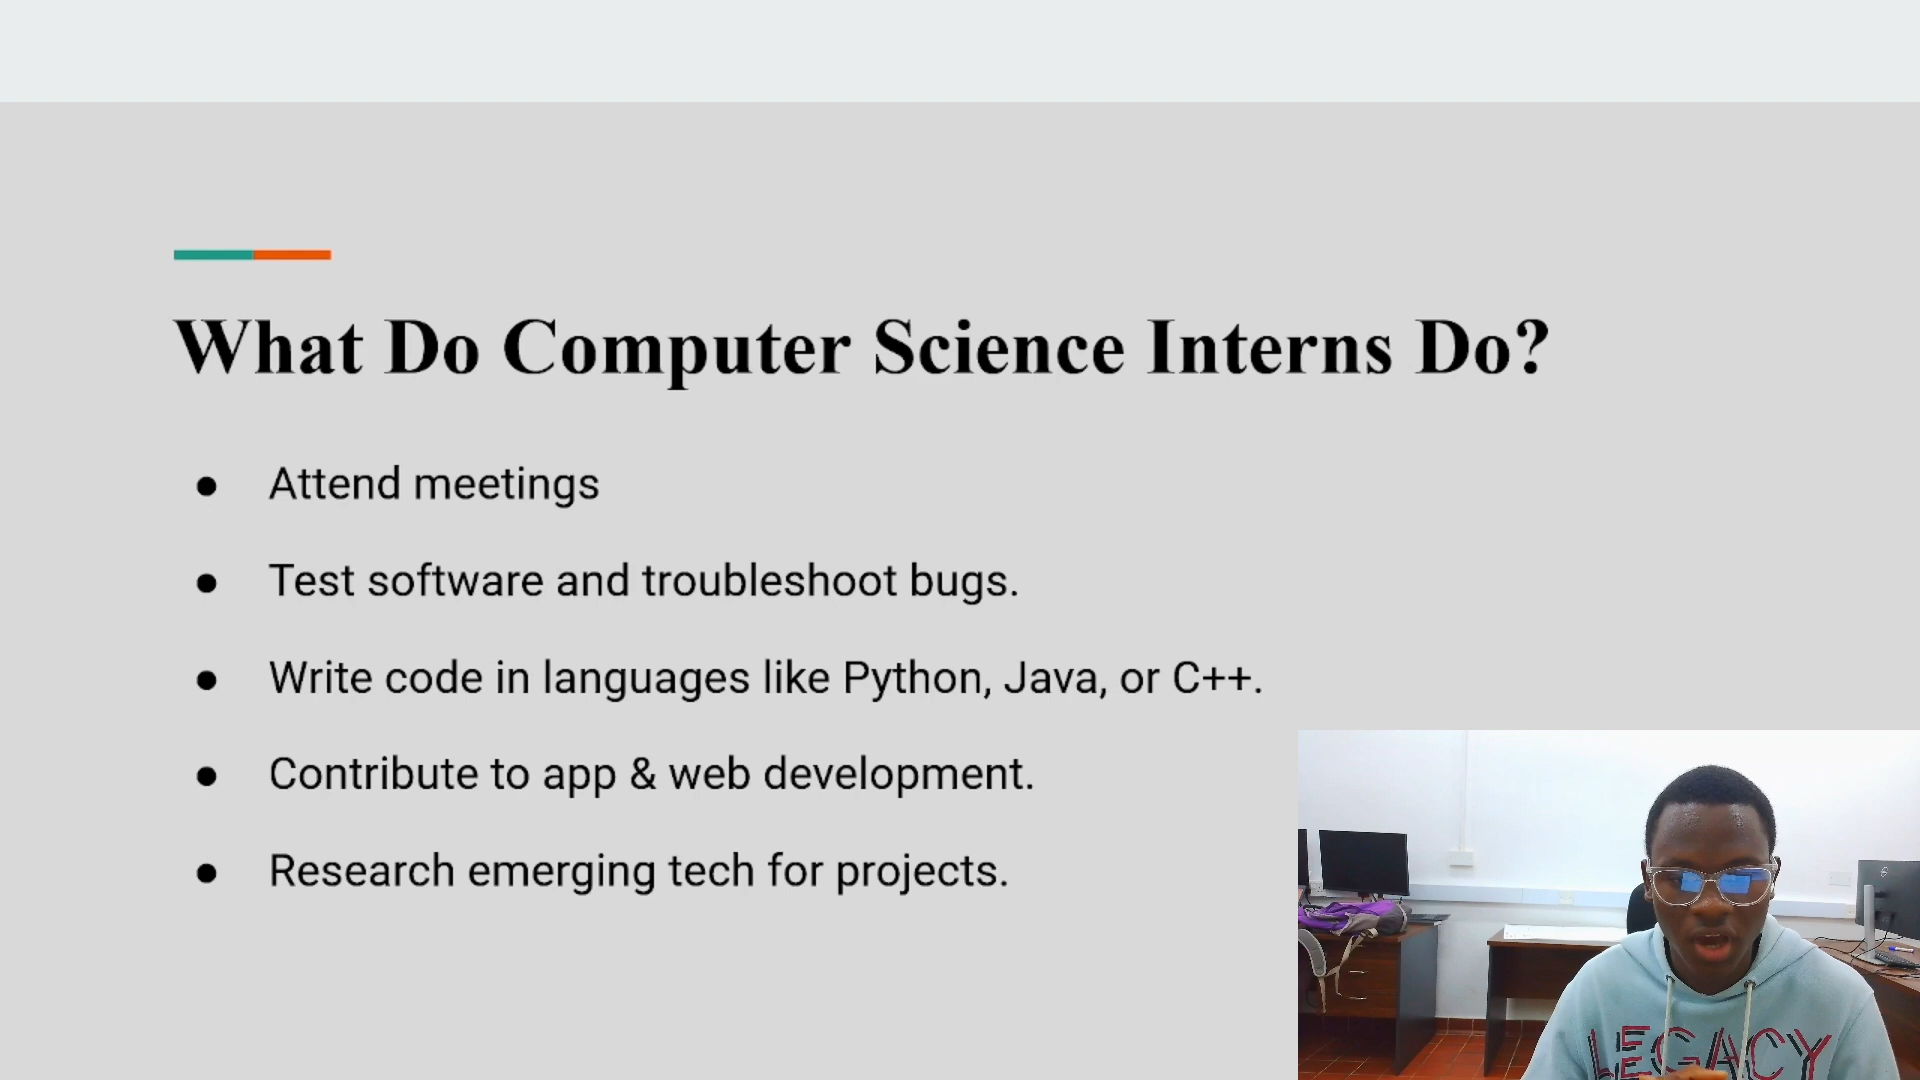 What Do Computer Science Interns Do?
● Attend meetings
● Test software and troubleshoot bugs.
● Write code in languages like Python, Java, or C++.
● Contribute to app & web development.
● Research emerging tech for projects.
LEGACY